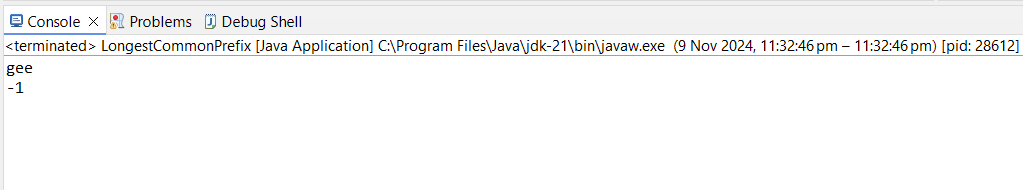 Console Problems Debug Shell
<terminated> LongestCommonPrefix [Java Application] C:\Program Files\Java\jdk-21\bin\javaw.exe (9 Nov 2024, 11:32:46 pm – 11:32:46 pm) [pid: 28612]
gee
-1